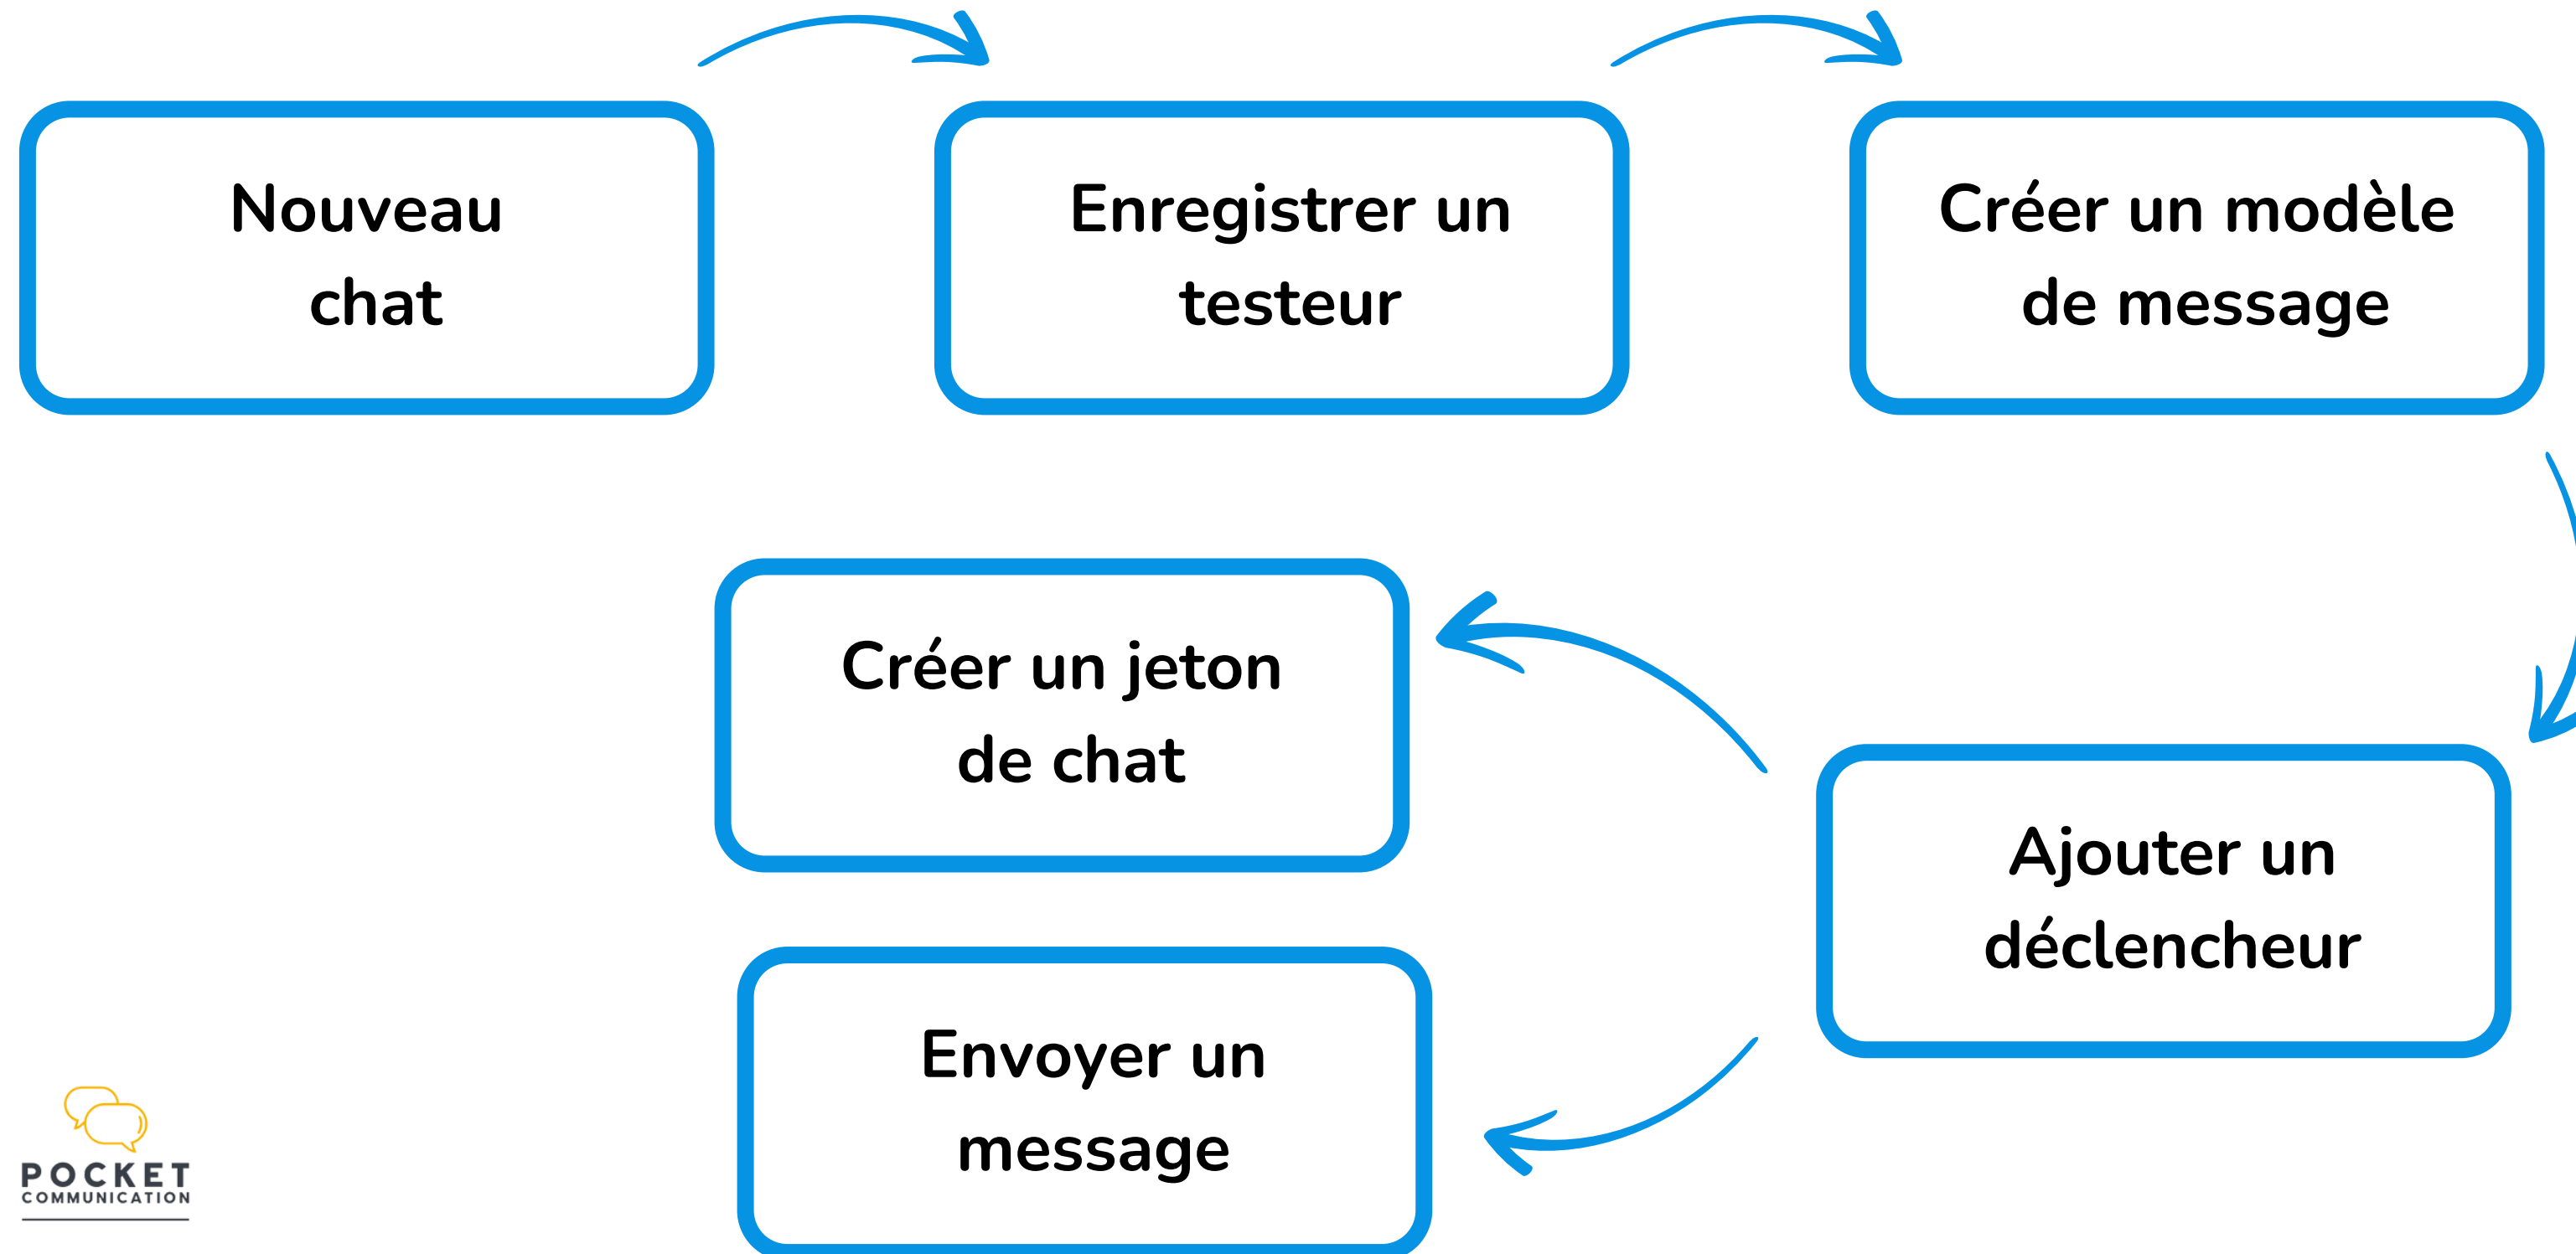 Nouveau
chat
Enregistrer un
testeur
Créer un modèle
de message
Créer un jeton
de chat
Ajouter un
déclencheur
Envoyer un
message
POCKET
COMMUNICATION